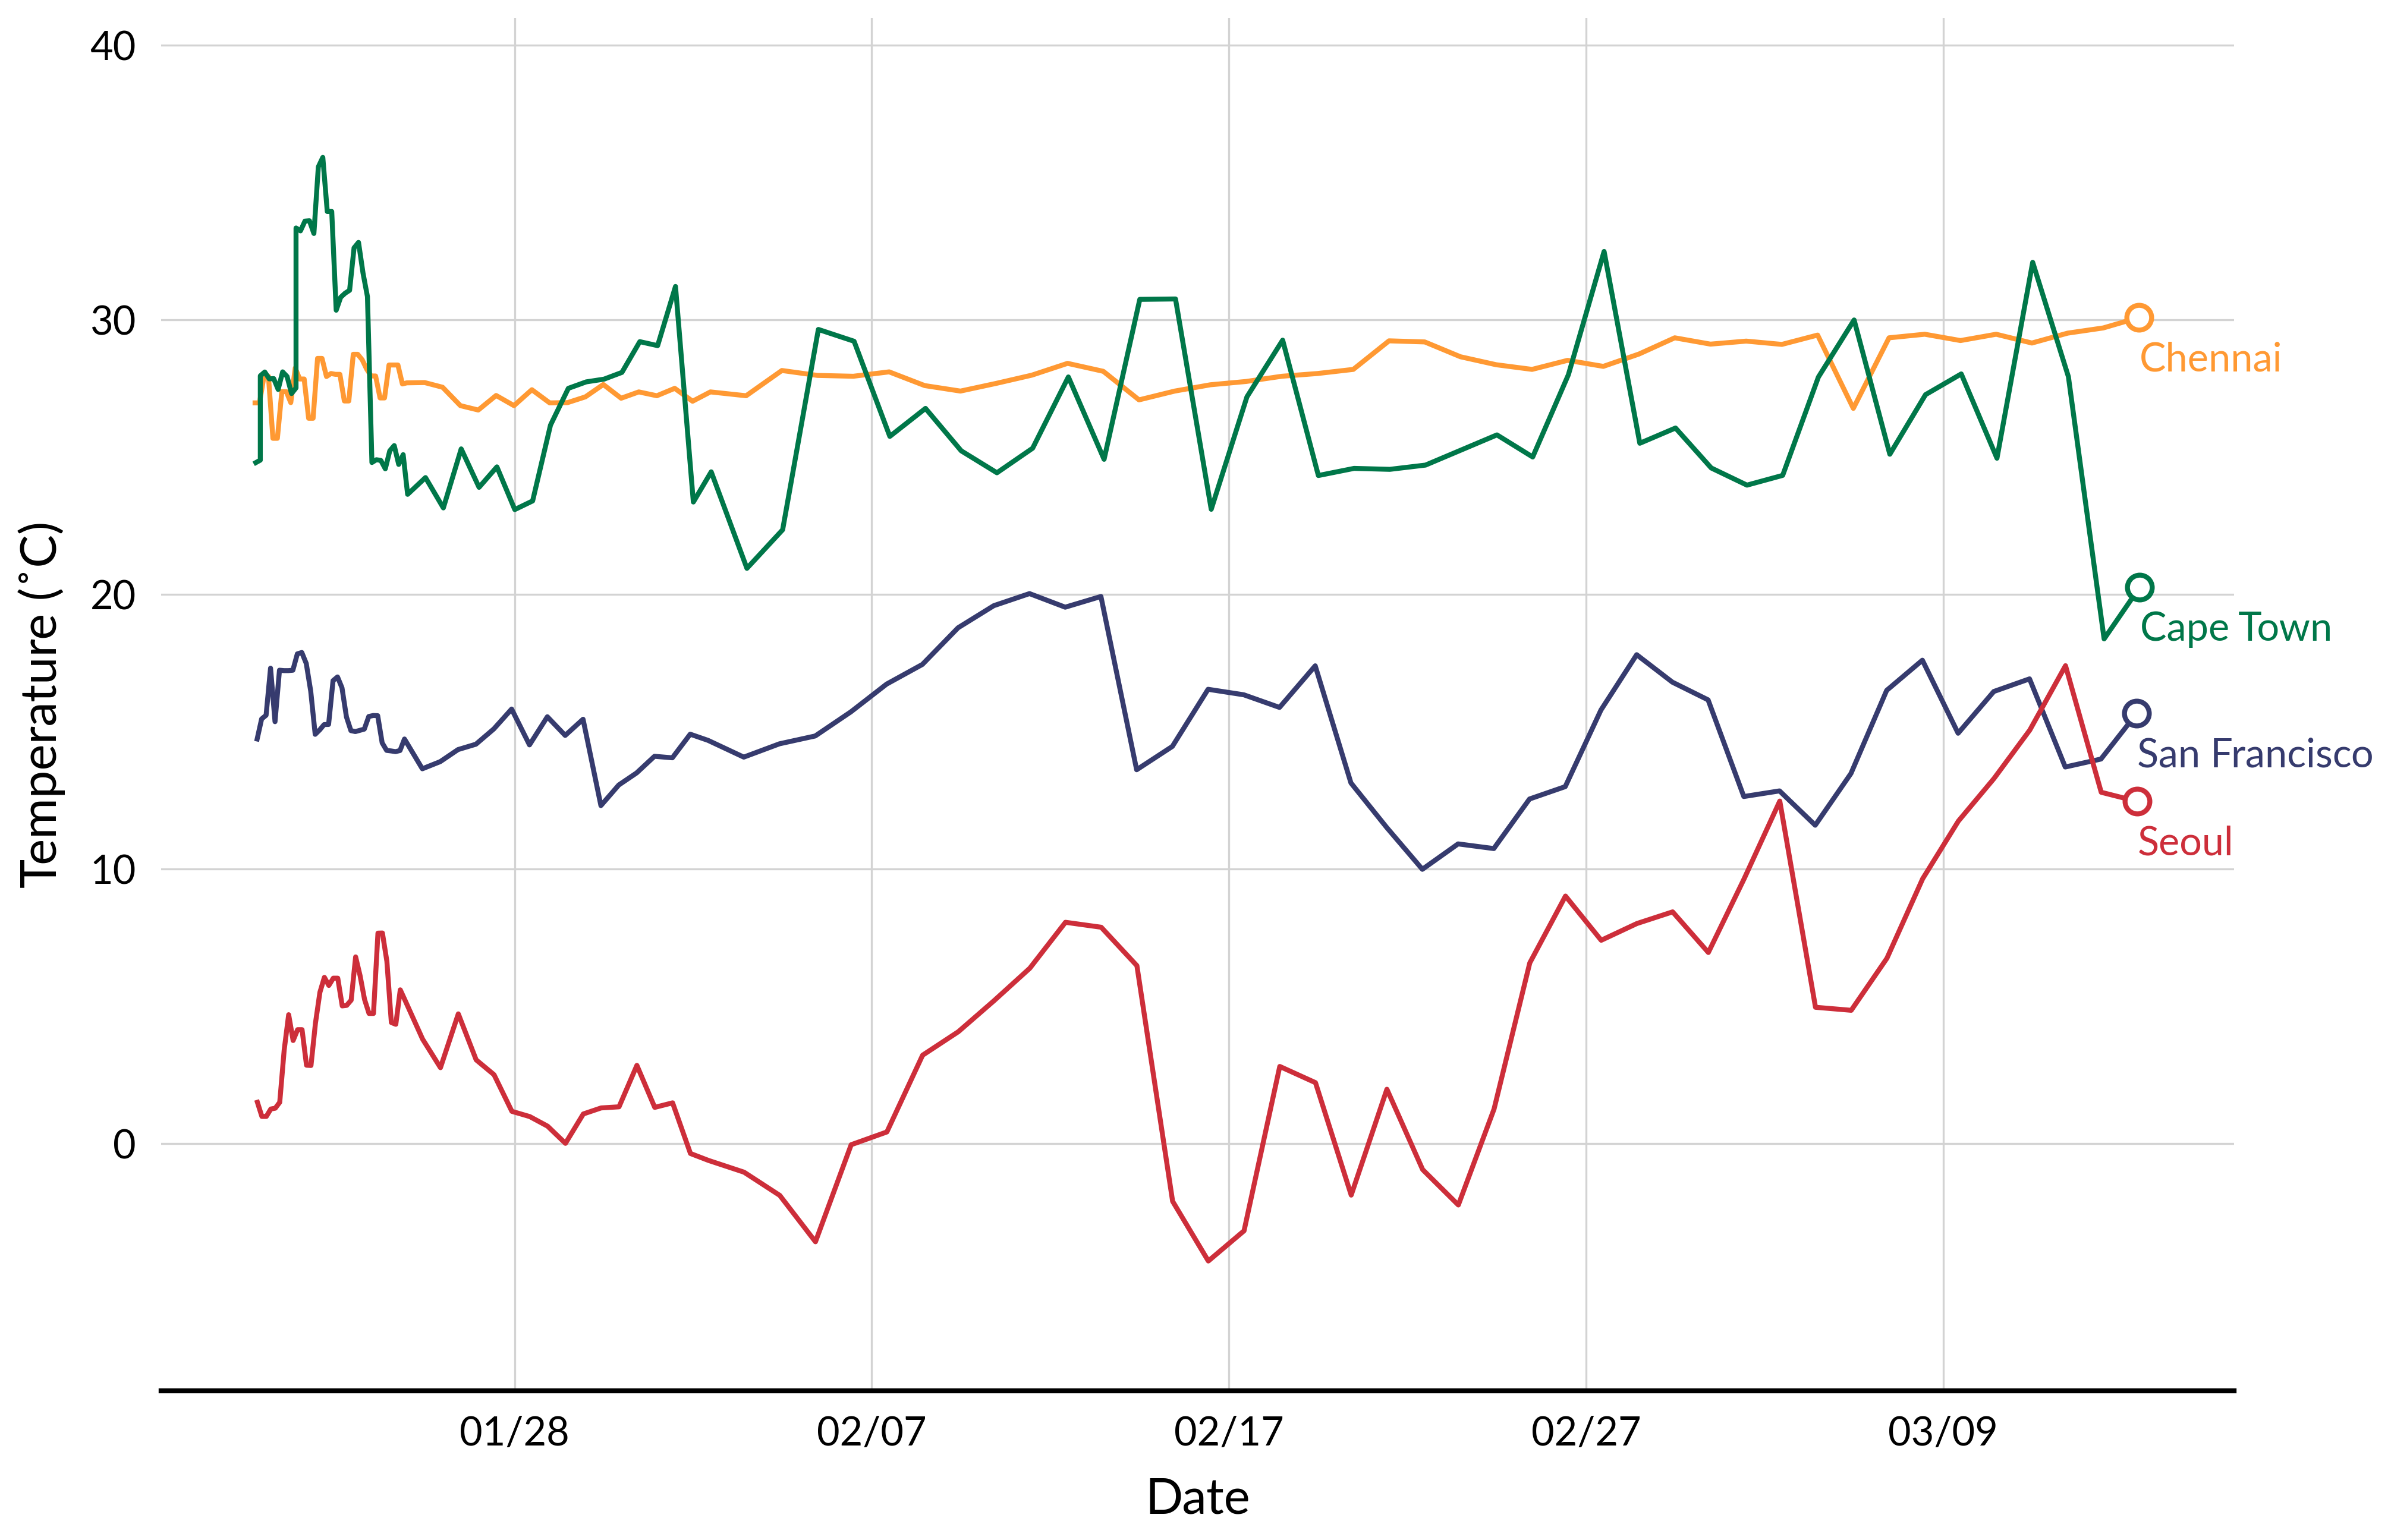 40
30
20
10
0
Temperature (°C)
Chennai
Cape Town
San Francisco
Seoul
01/28
02/07
02/17
02/27
03/09
Date